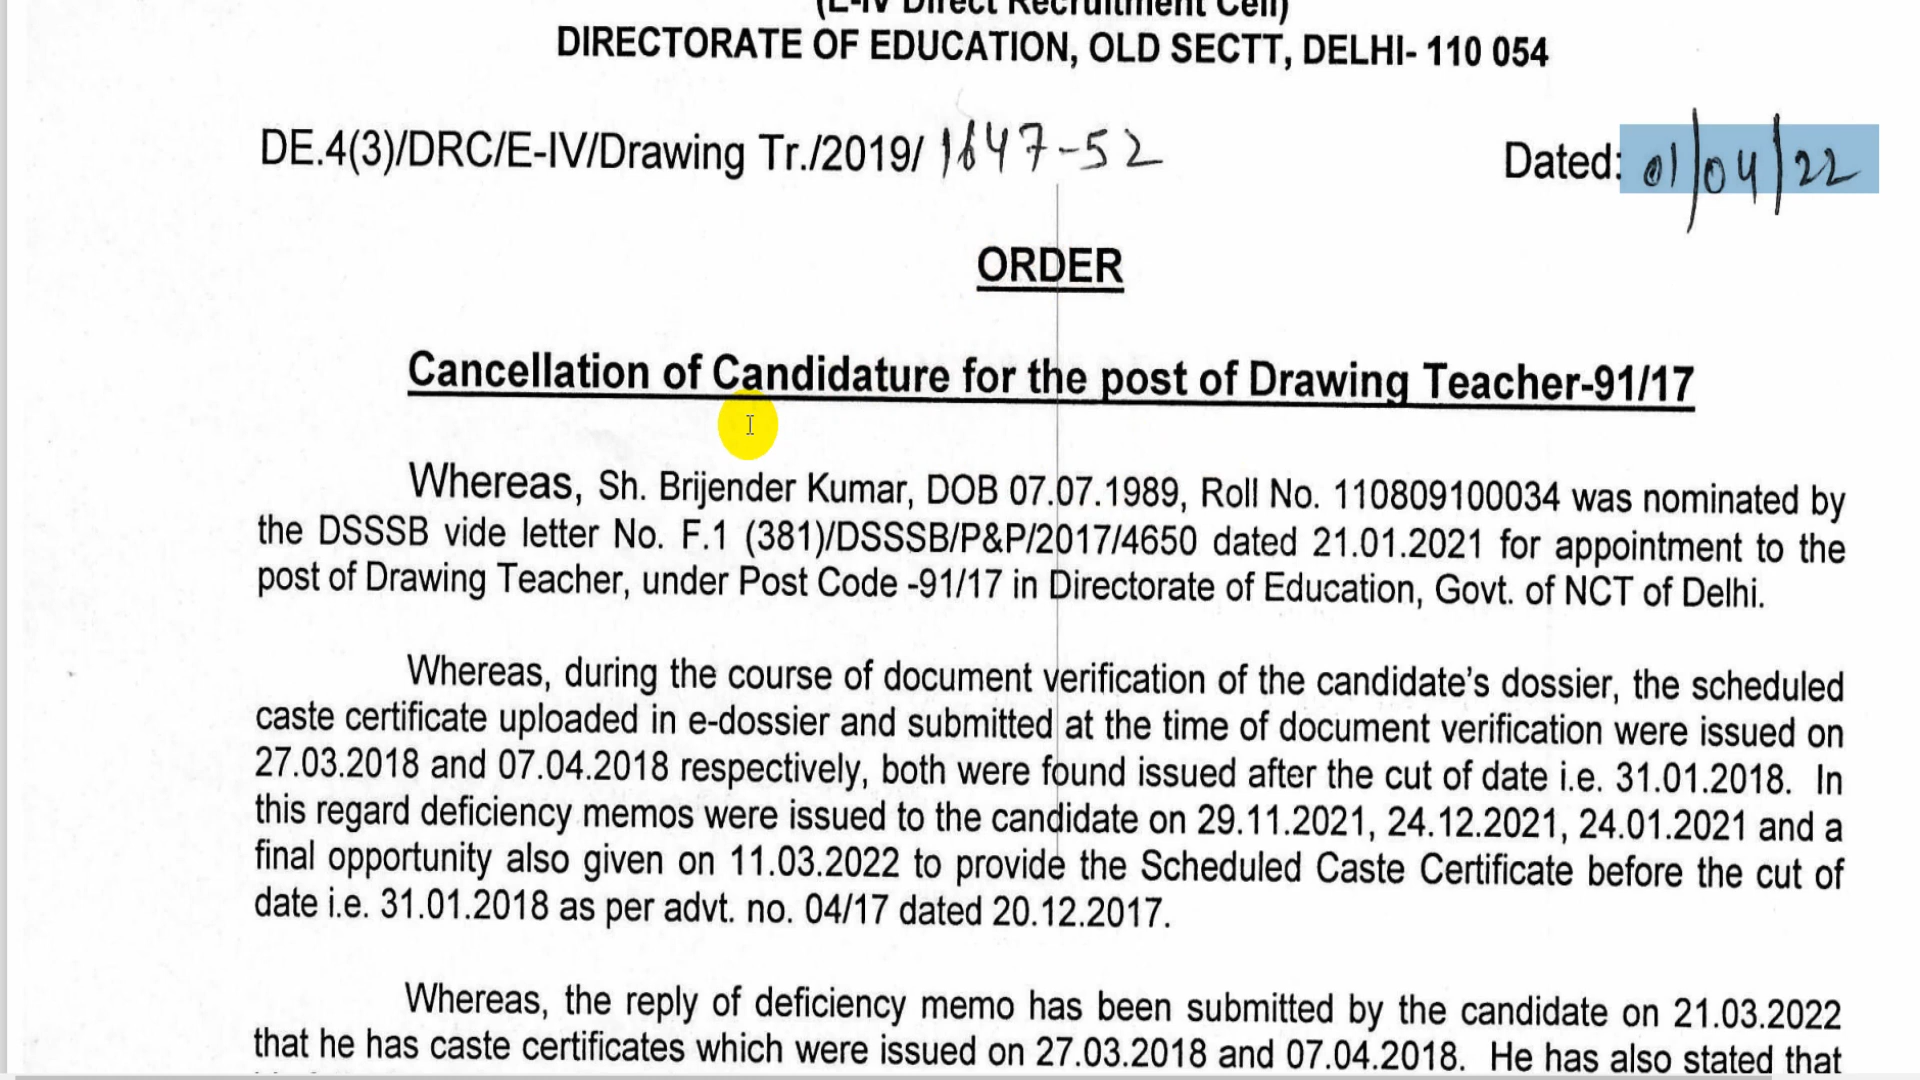 (E-IV Direct Recruitment Cell)
DIRECTORATE OF EDUCATION, OLD SECTT, DELHI- 110 054
DE.4(3)/DRC/E-IV/Drawing Tr./2019/ 1647-52 Dated: 01/04/22
ORDER
Cancellation of Candidature for the post of Drawing Teacher-91/17
Whereas, Sh. Brijender Kumar, DOB 07.07.1989, Roll No. 110809100034 was nominated by
the DSSSB vide letter No. F.1 (381)/DSSSB/P&P/2017/4650 dated 21.01.2021 for appointment to the
post of Drawing Teacher, under Post Code -91/17 in Directorate of Education, Govt. of NCT of Delhi.
Whereas, during the course of document verification of the candidate's dossier, the scheduled
caste certificate uploaded in e-dossier and submitted at the time of document verification were issued on
27.03.2018 and 07.04.2018 respectively, both were found issued after the cut of date i.e. 31.01.2018. In
this regard deficiency memos were issued to the candidate on 29.11.2021, 24.12.2021, 24.01.2021 and a
final opportunity also given on 11.03.2022 to provide the Scheduled Caste Certificate before the cut of
date i.e. 31.01.2018 as per advt. no. 04/17 dated 20.12.2017.
Whereas, the reply of deficiency memo has been submitted by the candidate on 21.03.2022
that he has caste certificates which were issued on 27.03.2018 and 07.04.2018. He has also stated that